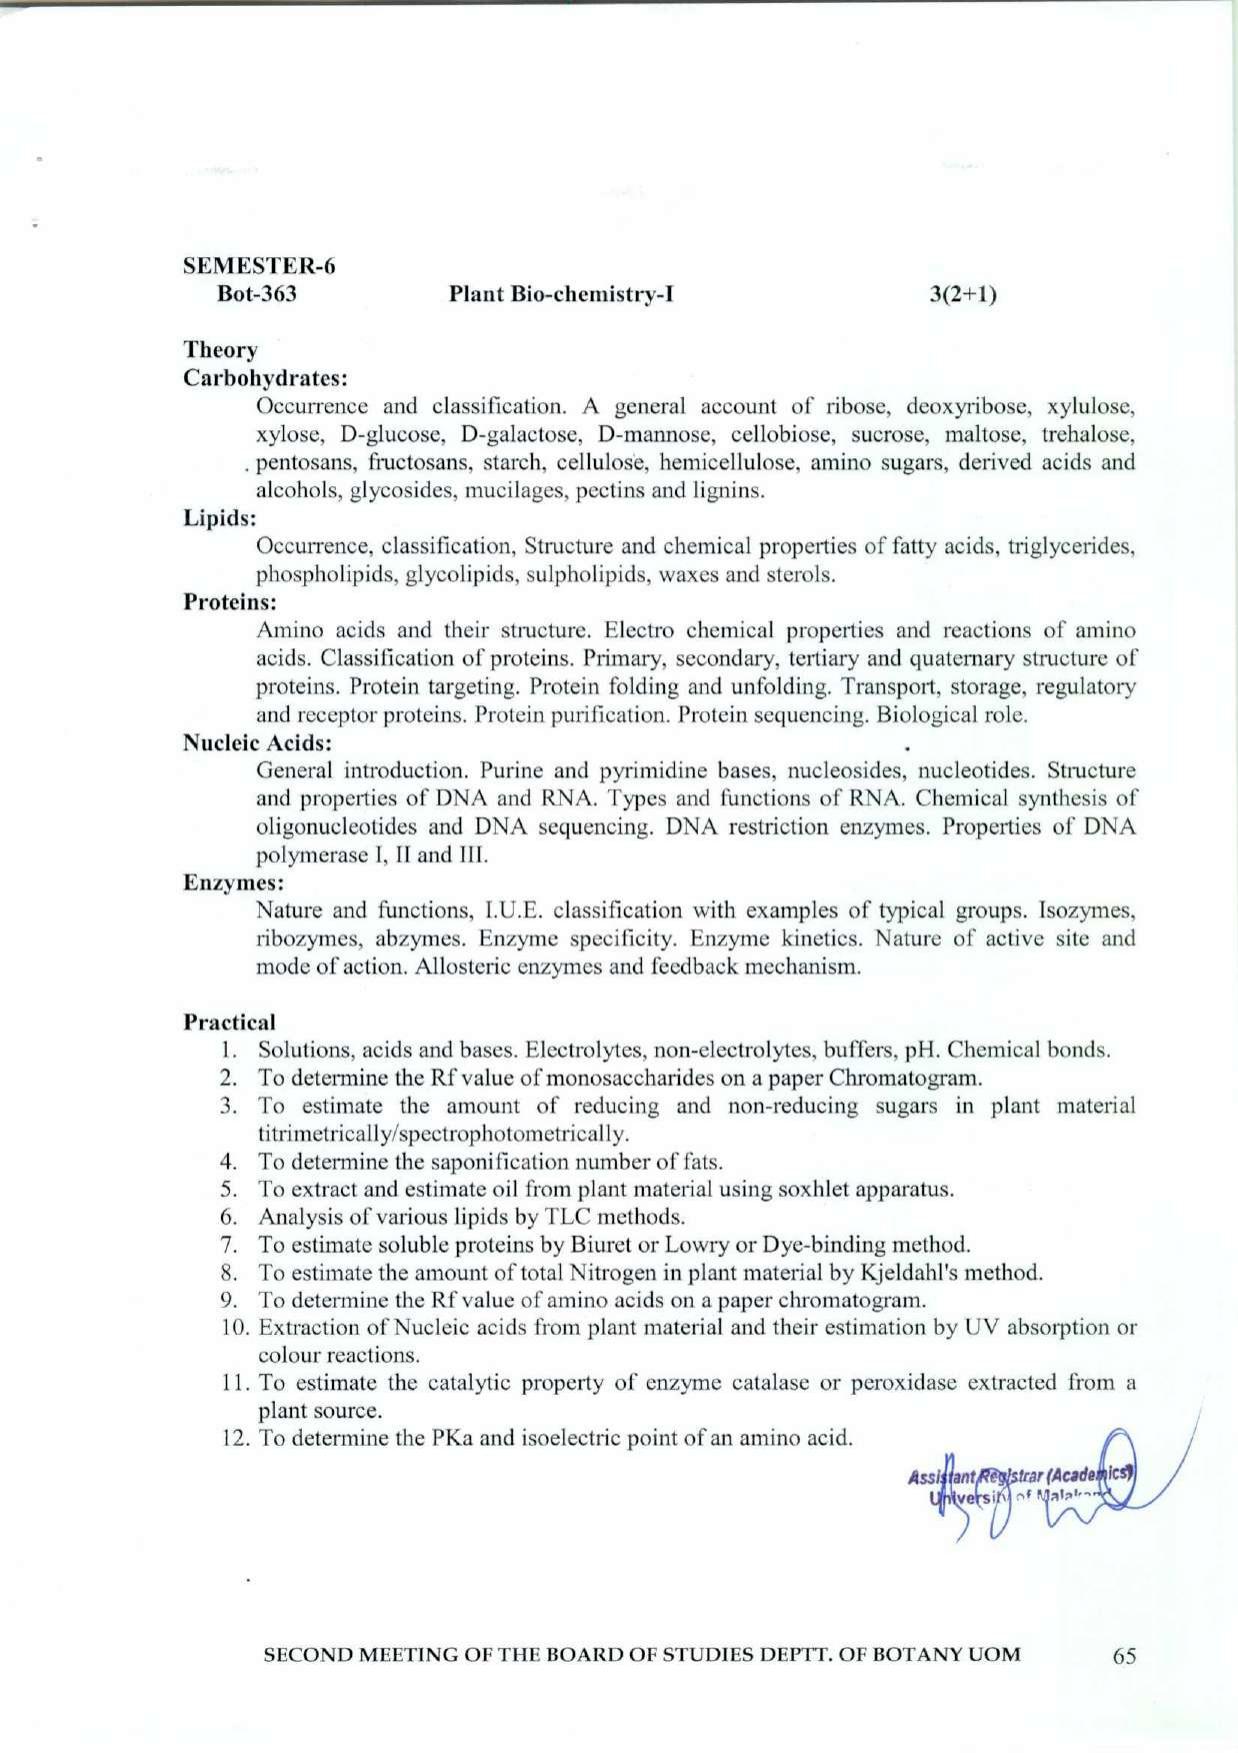 SEMESTER-6
Bot-363 Plant Bio-chemistry-I 3(2+1)
Theory
Carbohydrates:
Occurrence and classification. A general account of ribose, deoxyribose, xylulose,
xylose, D-glucose, D-galactose, D-mannose, cellobiose, sucrose, maltose, trehalose,
pentosans, fructosans, starch, cellulose, hemicellulose, amino sugars, derived acids and
alcohols, glycosides, mucilages, pectins and lignins.
Lipids:
Occurrence, classification, Structure and chemical properties of fatty acids, triglycerides,
phospholipids, glycolipids, sulpholipids, waxes and sterols.
Proteins:
Amino acids and their structure. Electro chemical properties and reactions of amino
acids. Classification of proteins. Primary, secondary, tertiary and quaternary structure of
proteins. Protein targeting. Protein folding and unfolding. Transport, storage, regulatory
and receptor proteins. Protein purification. Protein sequencing. Biological role.
Nucleic Acids:
General introduction. Purine and pyrimidine bases, nucleosides, nucleotides. Structure
and properties of DNA and RNA. Types and functions of RNA. Chemical synthesis of
oligonucleotides and DNA sequencing. DNA restriction enzymes. Properties of DNA
polymerase I, II and III.
Enzymes:
Nature and functions, I.U.E. classification with examples of typical groups. Isozymes,
ribozymes, abzymes. Enzyme specificity. Enzyme kinetics. Nature of active site and
mode of action. Allosteric enzymes and feedback mechanism.
Practical
1. Solutions, acids and bases. Electrolytes, non-electrolytes, buffers, pH. Chemical bonds.
2. To determine the Rf value of monosaccharides on a paper Chromatogram.
3. To estimate the amount of reducing and non-reducing sugars in plant material
titrimetrically/spectrophotometrically.
4. To determine the saponification number of fats.
5. To extract and estimate oil from plant material using soxhlet apparatus.
6. Analysis of various lipids by TLC methods.
7. To estimate soluble proteins by Biuret or Lowry or Dye-binding method.
8. To estimate the amount of total Nitrogen in plant material by Kjeldahl's method.
9. To determine the Rf value of amino acids on a paper chromatogram.
10. Extraction of Nucleic acids from plant material and their estimation by UV absorption or
colour reactions.
11. To estimate the catalytic property of enzyme catalase or peroxidase extracted from a
plant source.
12. To determine the PKa and isoelectric point of an amino acid.
Assistant Registrar (Academics)
University of Malakand
SECOND MEETING OF THE BOARD OF STUDIES DEPTT. OF BOTANY UOM 65